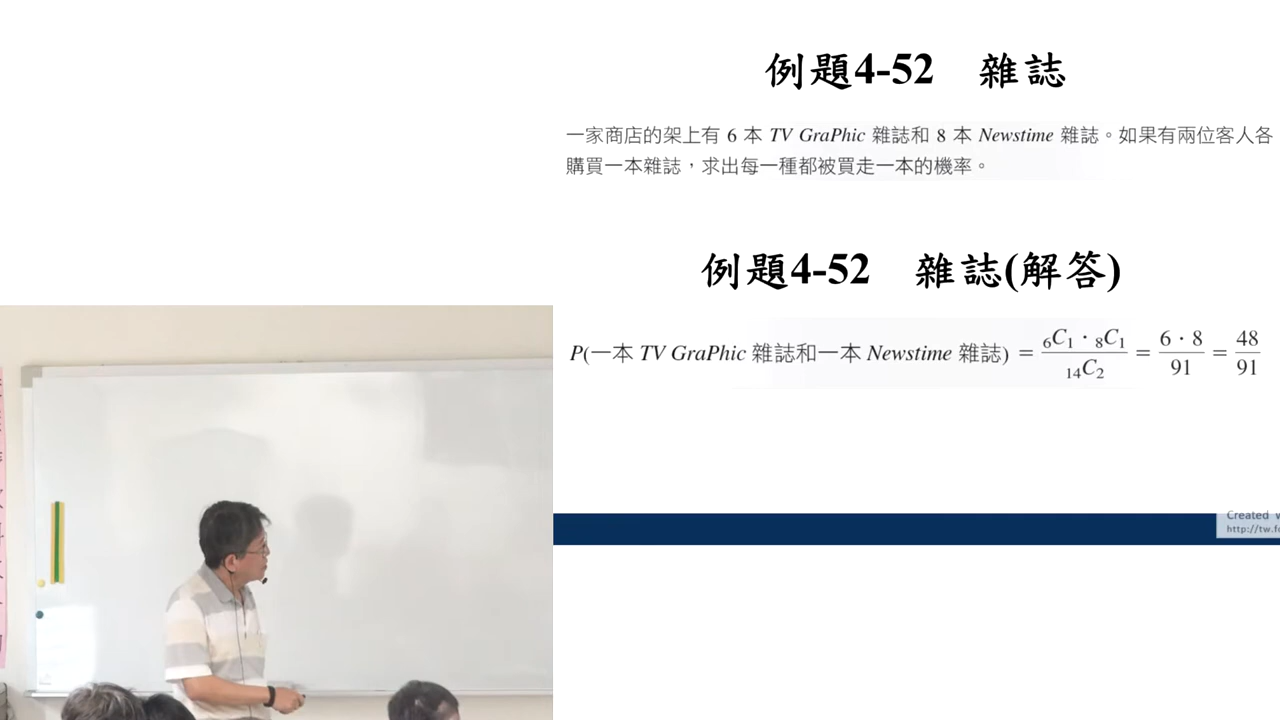 例題4-52 雜誌
一家商店的架上有 6 本 TV GraPhic 雜誌和 8 本 Newstime 雜誌。如果有兩位客人各
購買一本雜誌，求出每一種都被買走一本的機率。
例題4-52 雜誌(解答)
P(一本 TV GraPhic 雜誌和一本 Newstime 雜誌) = ₆C₁ · ₈C₁ / ₁₄C₂ = 6 · 8 / 91 = 48 / 91
Created
http://tw.fo